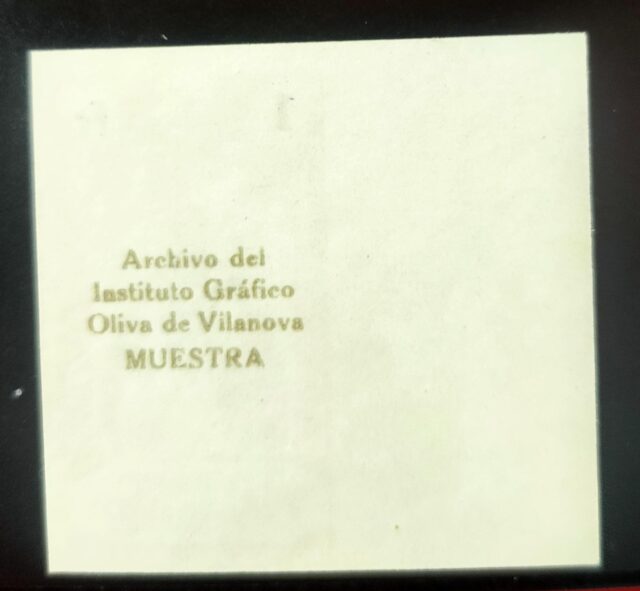 Archivo del
Instituto Gráfico
Oliva de Vilanova
MUESTRA